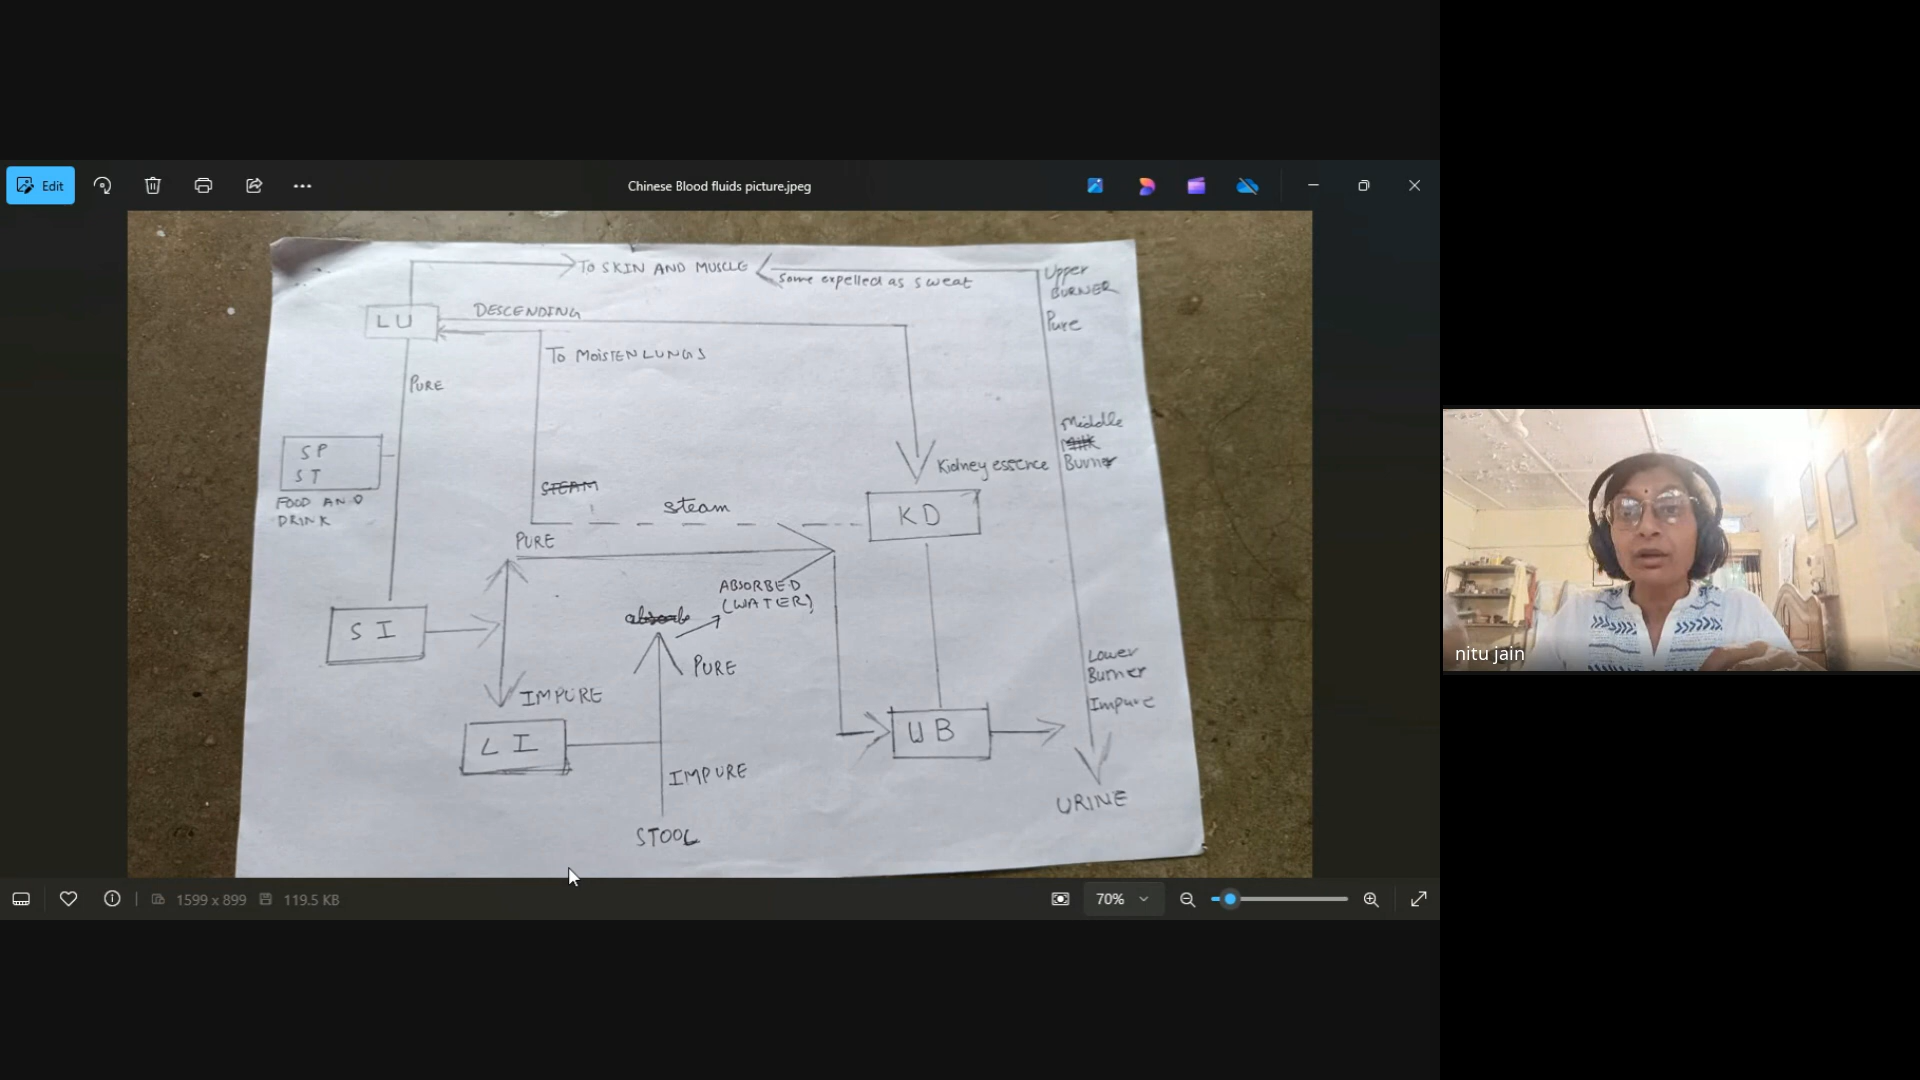 Edit
Chinese Blood fluids picture.jpeg
TO SKIN AND MUSCLE
Some expelled as sweat
Upper
BURNER
Pure
LU
DESCENDING
TO MOISTEN LUNGS
PURE
SP
ST
FOOD AND
DRINK
Middle
Burner
Kidney essence
STEAM
steam
KD
PURE
ABSORBED
(WATER)
absorb
SI
PURE
IMPURE
Lower
Burner
Impure
LI
UB
IMPURE
URINE
STOOL
nitu jain
1599 x 899
119.5 KB
70%